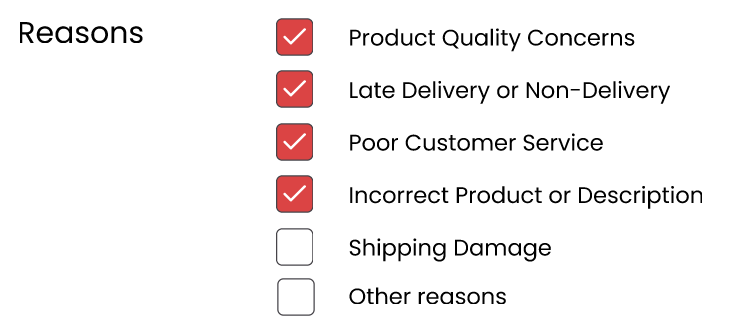 Reasons
Product Quality Concerns
Late Delivery or Non-Delivery
Poor Customer Service
Incorrect Product or Description
Shipping Damage
Other reasons